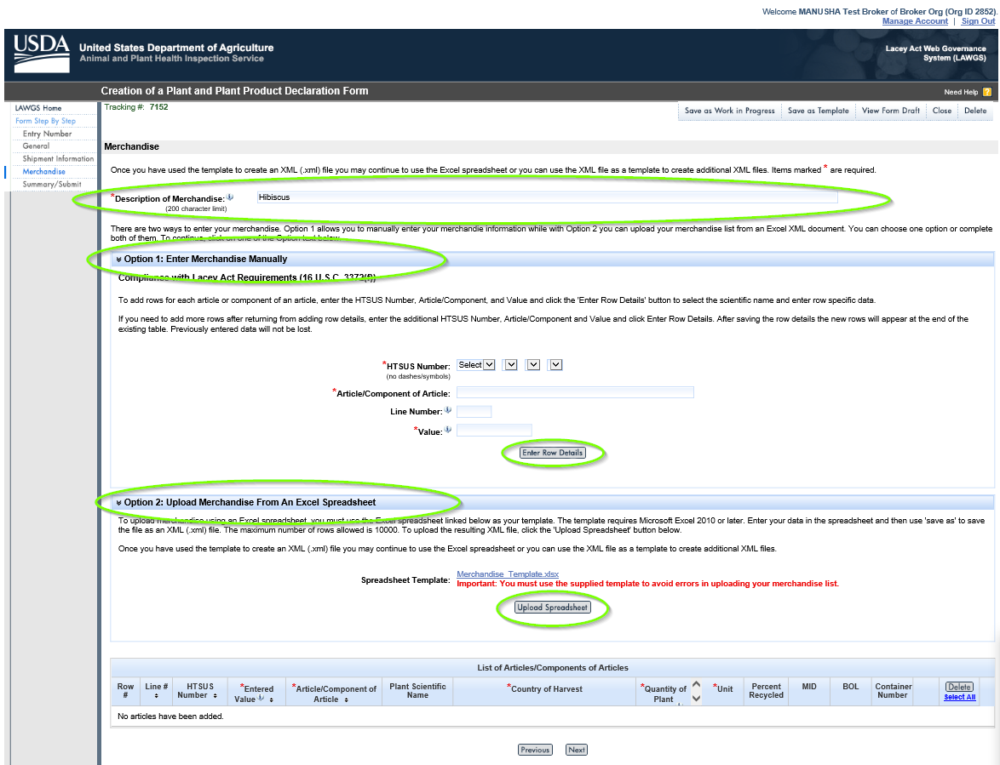 Welcome MANUSHA Test Broker of Broker Org (Org ID 2852).
Manage Account | Sign Out
USDA
United States Department of Agriculture
Animal and Plant Health Inspection Service
Lacey Act Web Governance
System (LAWGS)
Creation of a Plant and Plant Product Declaration Form
Need Help ?
LAWGS Home
Form Step By Step
Entry Number
General
Shipment Information
Merchandise
Summary/Submit
Tracking #: 7152
Save as Work in Progress Save as Template View Form Draft Close Delete
Merchandise
Once you have used the template to create an XML (.xml) file you may continue to use the Excel spreadsheet or you can use the XML file as a template to create additional XML files. Items marked * are required.
*Description of Merchandise: Hibiscus
(200 character limit)
There are two ways to enter your merchandise. Option 1 allows you to manually enter your merchandie information while with Option 2 you can upload your merchandise list from an Excel XML document. You can choose one option or complete
both of them. To continue, click on one of the Option text below.
Option 1: Enter Merchandise Manually
Compliance with Lacey Act Requirements (16 U.S.C. 3372(f))
To add rows for each article or component of an article, enter the HTSUS Number, Article/Component, and Value and click the 'Enter Row Details' button to select the scientific name and enter row specific data.
If you need to add more rows after returning from adding row details, enter the additional HTSUS Number, Article/Component and Value and click Enter Row Details. After saving the row details the new rows will appear at the end of the
existing table. Previously entered data will not be lost.
*HTSUS Number: Select
(no dashes/symbols)
*Article/Component of Article:
Line Number:
*Value:
Enter Row Details
Option 2: Upload Merchandise From An Excel Spreadsheet
To upload merchandise using an Excel spreadsheet, you must use the Excel spreadsheet linked below as your template. The template requires Microsoft Excel 2010 or later. Enter your data in the spreadsheet and then use 'save as' to save
the file as an XML (.xml) file. The maximum number of rows allowed is 10000. To upload the resulting XML file, click the 'Upload Spreadsheet' button below.
Once you have used the template to create an XML (.xml) file you may continue to use the Excel spreadsheet or you can use the XML file as a template to create additional XML files.
Spreadsheet Template: Merchandise_Template.xlsx
Important: You must use the supplied template to avoid errors in uploading your merchandise list.
Upload Spreadsheet
List of Articles/Components of Articles
Row # Line # HTSUS Number *Entered Value *Article/Component of Article Plant Scientific Name *Country of Harvest *Quantity of Plant *Unit Percent Recycled MID BOL Container Number Delete Select All
No articles have been added.
Previous Next